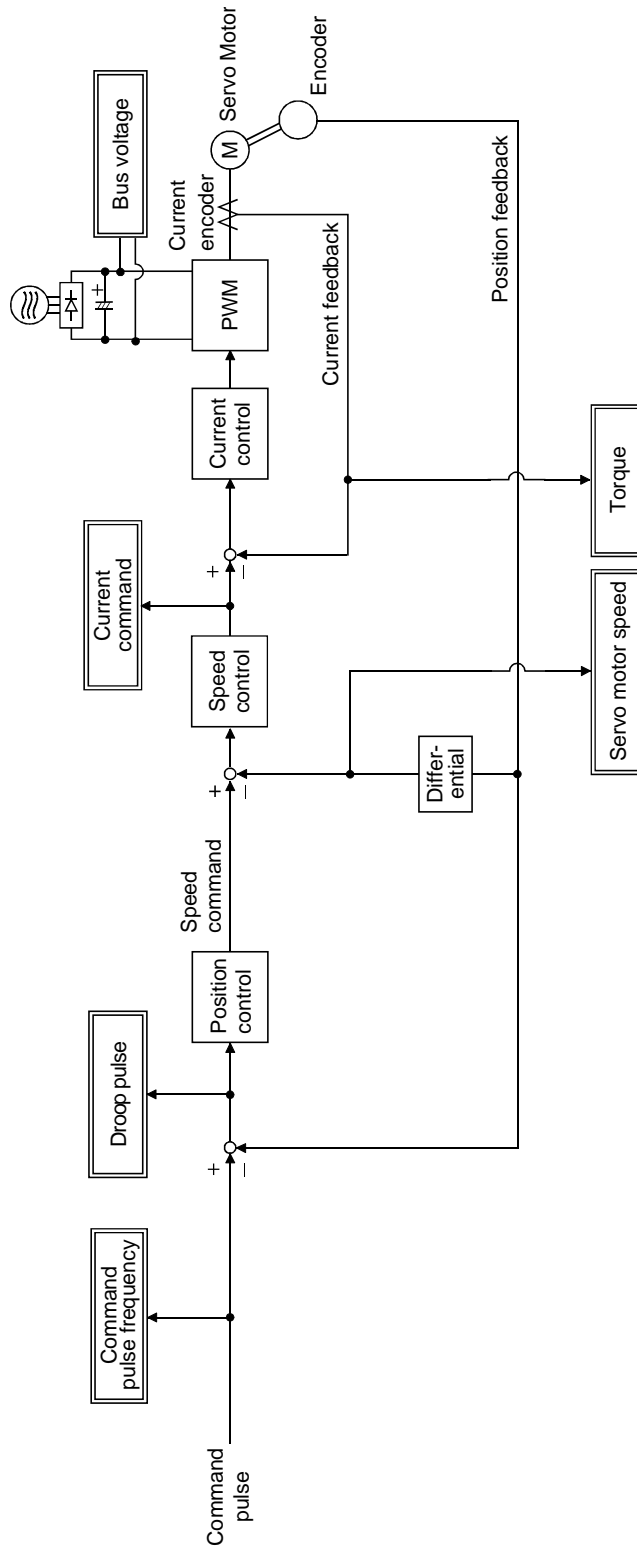 Command
pulse
Command
pulse frequency
+
−
Droop pulse
Position
control
Speed
command
+
−
Speed
control
Current
command
+
−
Current
control
PWM
+
Bus voltage
Current
encoder
M
Servo Motor
Encoder
Current feedback
Position feedback
Differ-
ential
Servo motor speed
Torque